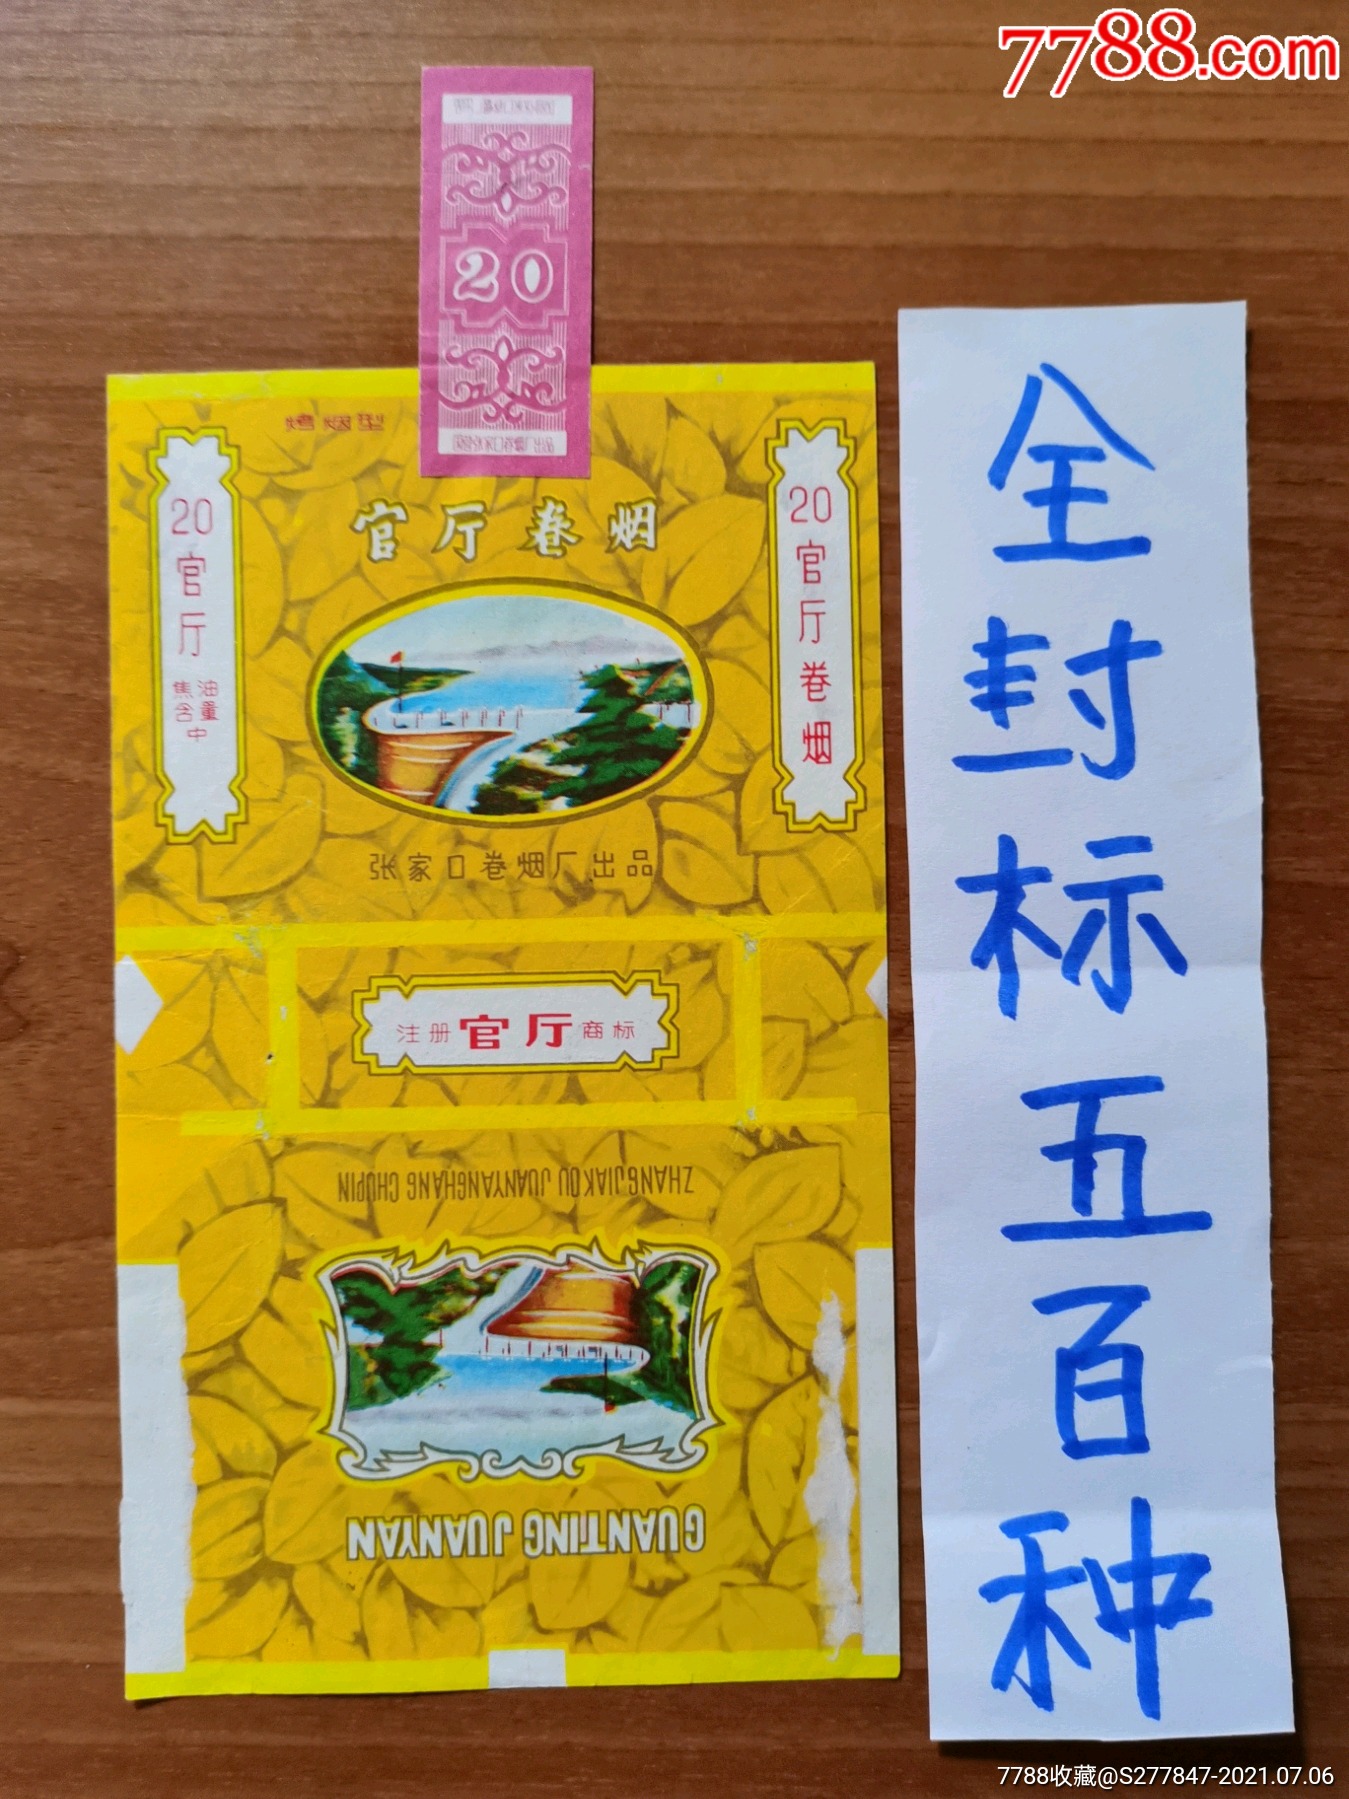 7788.com
20
烤烟型
官厅卷烟
20
官
厅
焦油
含量
中
20
官
厅
卷
烟
张家口卷烟厂出品
注册 官厅 商标
ZHANGJIAKOU JUANYANGHANG CHUPIN
GUANTING JUANYAN
全
封
标
五
百
种
7788收藏@S277847-2021.07.06